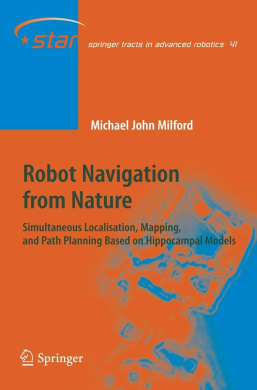 star
springer tracts in advanced robotics 41
Michael John Milford
Robot Navigation
from Nature
Simultaneous Localisation, Mapping,
and Path Planning Based on Hippocampal Models
Springer